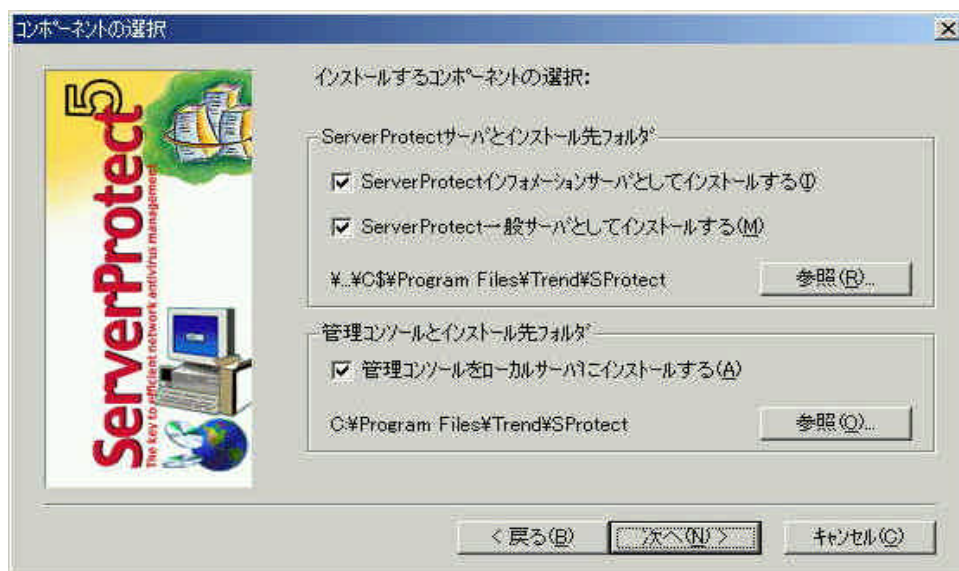 コンポーネントの選択
ServerProtect5
The key to efficient network antivirus management
インストールするコンポーネントの選択:
ServerProtectサーバとインストール先フォルダ
ServerProtectインフォメーションサーバとしてインストールする(I)
ServerProtect一般サーバとしてインストールする(M)
¥...¥C$¥Program Files¥Trend¥SProtect
参照(R)...
管理コンソールとインストール先フォルダ
管理コンソールをローカルサーバにインストールする(A)
C:¥Program Files¥Trend¥SProtect
参照(O)...
< 戻る(B)
次へ(N) >
キャンセル(C)